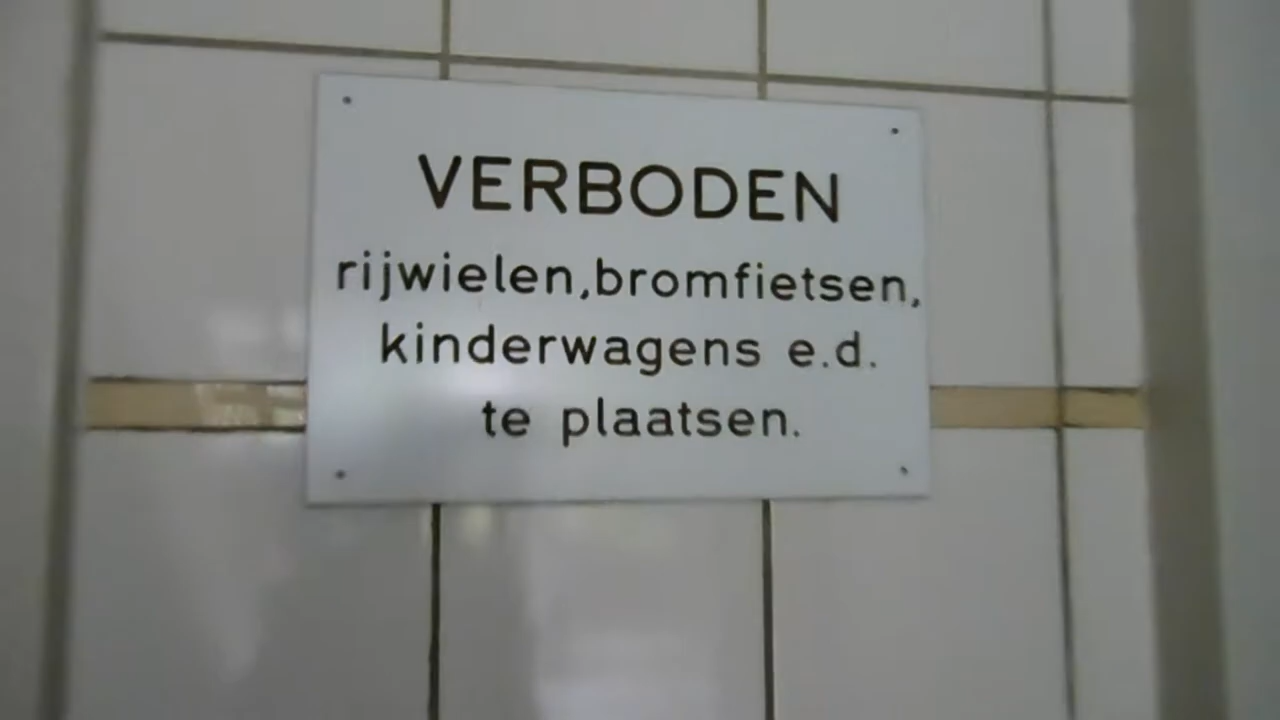 VERBODEN
rijwielen,bromfietsen,
kinderwagens e.d.
te plaatsen.